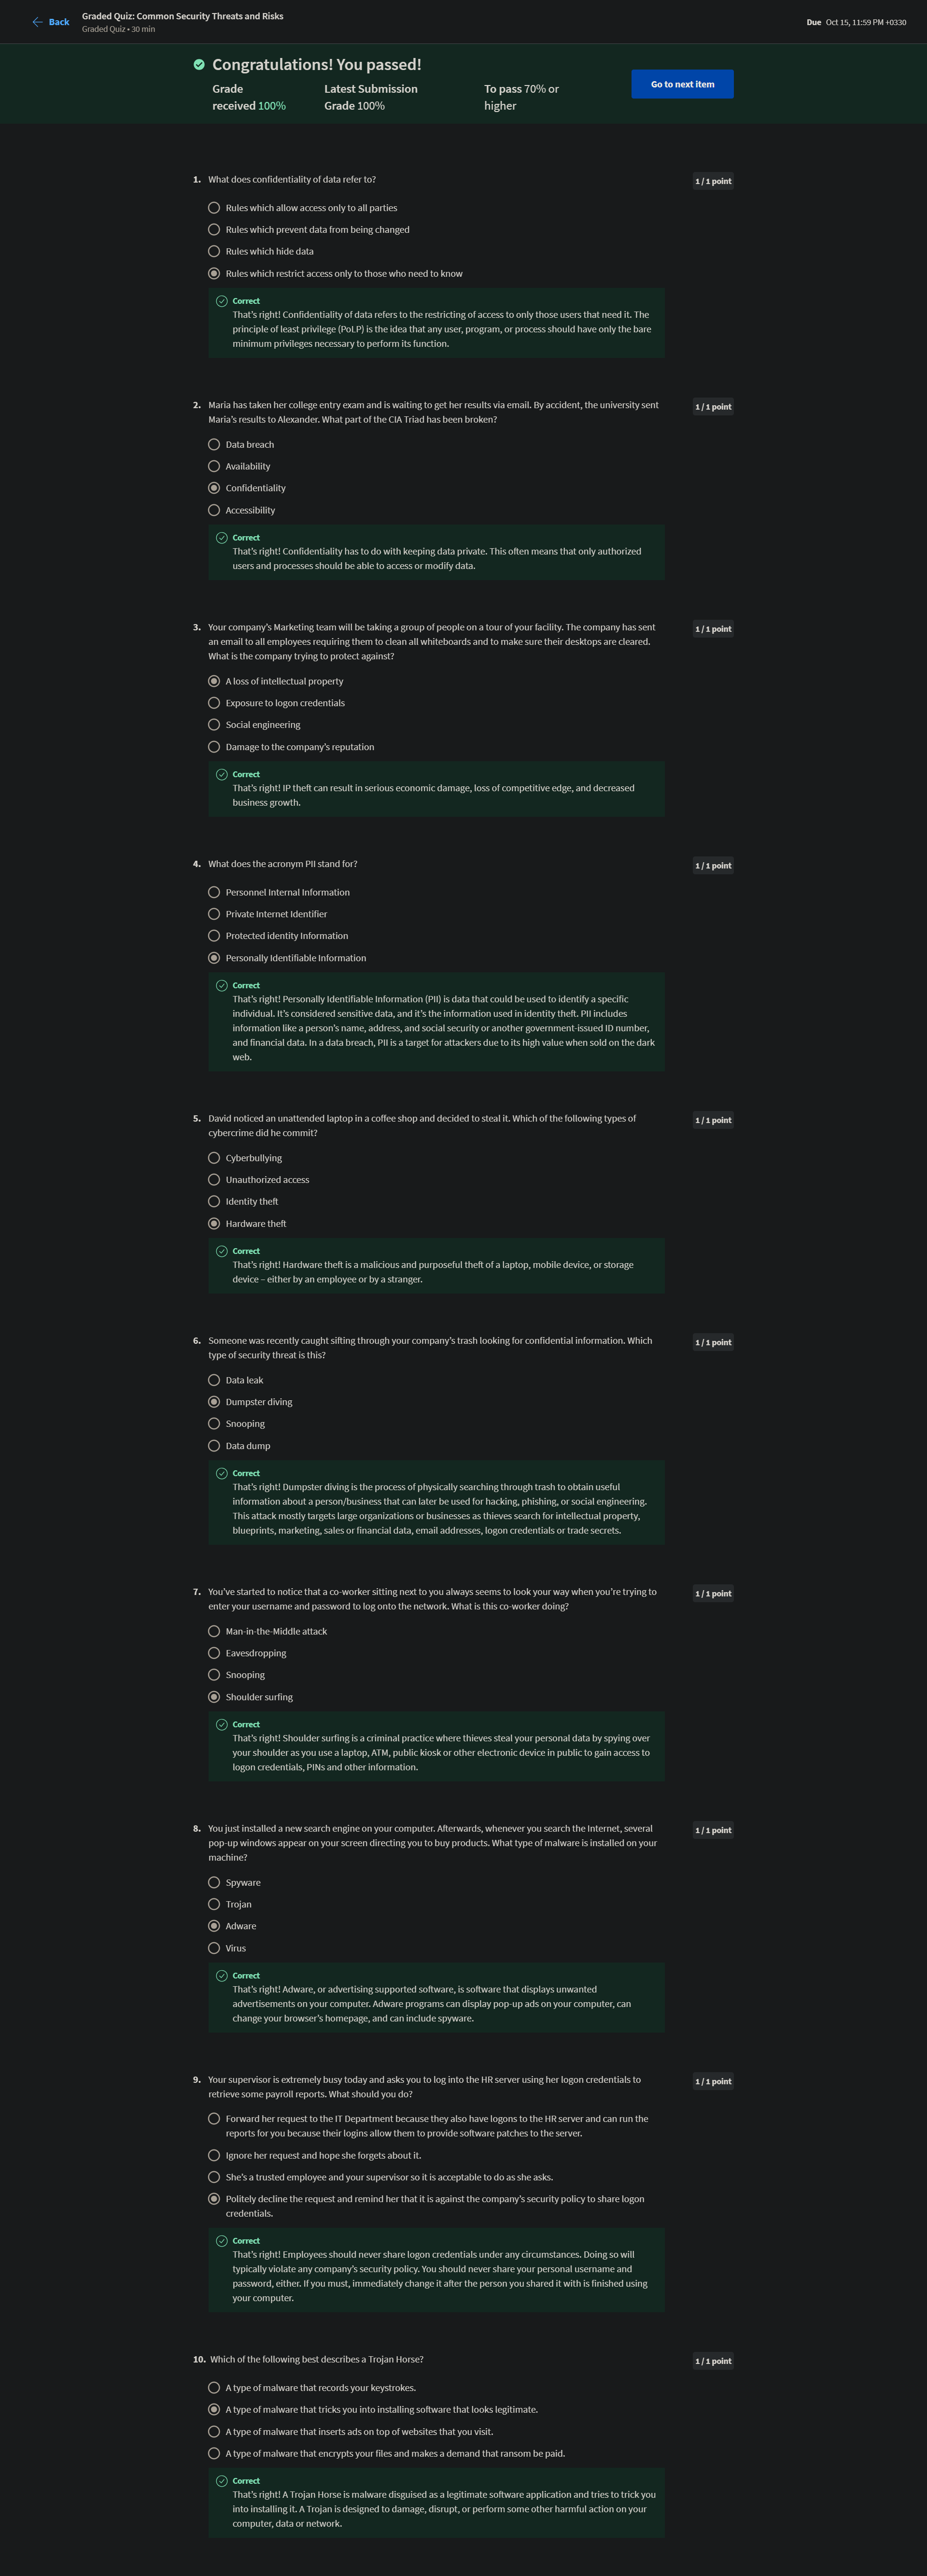 Back
Graded Quiz: Common Security Threats and Risks
Graded Quiz • 30 min
Due Oct 15, 11:59 PM +0330
Congratulations! You passed!
Grade
received 100%
Latest Submission
Grade 100%
To pass 70% or
higher
Go to next item
1. What does confidentiality of data refer to?
1 / 1 point
Rules which allow access only to all parties
Rules which prevent data from being changed
Rules which hide data
Rules which restrict access only to those who need to know
Correct
That's right! Confidentiality of data refers to the restricting of access to only those users that need it. The
principle of least privilege (PoLP) is the idea that any user, program, or process should have only the bare
minimum privileges necessary to perform its function.
2. Maria has taken her college entry exam and is waiting to get her results via email. By accident, the university sent
Maria's results to Alexander. What part of the CIA Triad has been broken?
1 / 1 point
Data breach
Availability
Confidentiality
Accessibility
Correct
That's right! Confidentiality has to do with keeping data private. This often means that only authorized
users and processes should be able to access or modify data.
3. Your company's Marketing team will be taking a group of people on a tour of your facility. The company has sent
an email to all employees requiring them to clean all whiteboards and to make sure their desktops are cleared.
What is the company trying to protect against?
1 / 1 point
A loss of intellectual property
Exposure to logon credentials
Social engineering
Damage to the company's reputation
Correct
That's right! IP theft can result in serious economic damage, loss of competitive edge, and decreased
business growth.
4. What does the acronym PII stand for?
1 / 1 point
Personnel Internal Information
Private Internet Identifier
Protected identity Information
Personally Identifiable Information
Correct
That's right! Personally Identifiable Information (PII) is data that could be used to identify a specific
individual. It's considered sensitive data, and it's the information used in identity theft. PII includes
information like a person's name, address, and social security or another government-issued ID number,
and financial data. In a data breach, PII is a target for attackers due to its high value when sold on the dark
web.
5. David noticed an unattended laptop in a coffee shop and decided to steal it. Which of the following types of
cybercrime did he commit?
1 / 1 point
Cyberbullying
Unauthorized access
Identity theft
Hardware theft
Correct
That's right! Hardware theft is a malicious and purposeful theft of a laptop, mobile device, or storage
device – either by an employee or by a stranger.
6. Someone was recently caught sifting through your company's trash looking for confidential information. Which
type of security threat is this?
1 / 1 point
Data leak
Dumpster diving
Snooping
Data dump
Correct
That's right! Dumpster diving is the process of physically searching through trash to obtain useful
information about a person/business that can later be used for hacking, phishing, or social engineering.
This attack mostly targets large organizations or businesses as thieves search for intellectual property,
blueprints, marketing, sales or financial data, email addresses, logon credentials or trade secrets.
7. You've started to notice that a co-worker sitting next to you always seems to look your way when you're trying to
enter your username and password to log onto the network. What is this co-worker doing?
1 / 1 point
Man-in-the-Middle attack
Eavesdropping
Snooping
Shoulder surfing
Correct
That's right! Shoulder surfing is a criminal practice where thieves steal your personal data by spying over
your shoulder as you use a laptop, ATM, public kiosk or other electronic device in public to gain access to
logon credentials, PINs and other information.
8. You just installed a new search engine on your computer. Afterwards, whenever you search the Internet, several
pop-up windows appear on your screen directing you to buy products. What type of malware is installed on your
machine?
1 / 1 point
Spyware
Trojan
Adware
Virus
Correct
That's right! Adware, or advertising supported software, is software that displays unwanted
advertisements on your computer. Adware programs can display pop-up ads on your computer, can
change your browser's homepage, and can include spyware.
9. Your supervisor is extremely busy today and asks you to log into the HR server using her logon credentials to
retrieve some payroll reports. What should you do?
1 / 1 point
Forward her request to the IT Department because they also have logons to the HR server and can run the
reports for you because their logins allow them to provide software patches to the server.
Ignore her request and hope she forgets about it.
She's a trusted employee and your supervisor so it is acceptable to do as she asks.
Politely decline the request and remind her that it is against the company's security policy to share logon
credentials.
Correct
That's right! Employees should never share logon credentials under any circumstances. Doing so will
typically violate any company's security policy. You should never share your personal username and
password, either. If you must, immediately change it after the person you shared it with is finished using
your computer.
10. Which of the following best describes a Trojan Horse?
1 / 1 point
A type of malware that records your keystrokes.
A type of malware that tricks you into installing software that looks legitimate.
A type of malware that inserts ads on top of websites that you visit.
A type of malware that encrypts your files and makes a demand that ransom be paid.
Correct
That's right! A Trojan Horse is malware disguised as a legitimate software application and tries to trick you
into installing it. A Trojan is designed to damage, disrupt, or perform some other harmful action on your
computer, data or network.